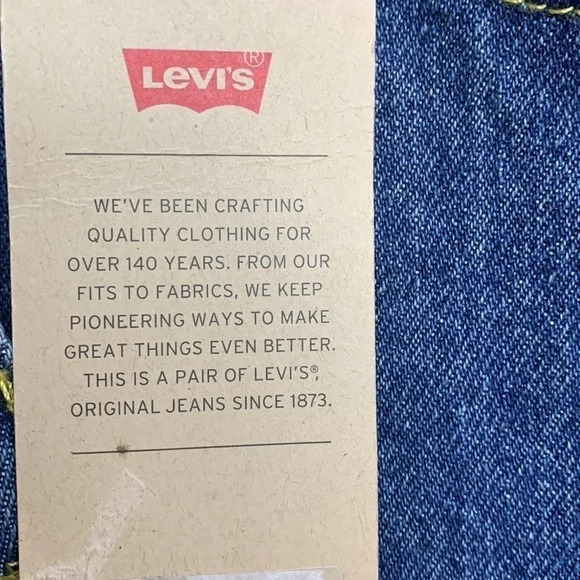 LEVI'S®
WE'VE BEEN CRAFTING
QUALITY CLOTHING FOR
OVER 140 YEARS. FROM OUR
FITS TO FABRICS, WE KEEP
PIONEERING WAYS TO MAKE
GREAT THINGS EVEN BETTER.
THIS IS A PAIR OF LEVI'S®,
ORIGINAL JEANS SINCE 1873.